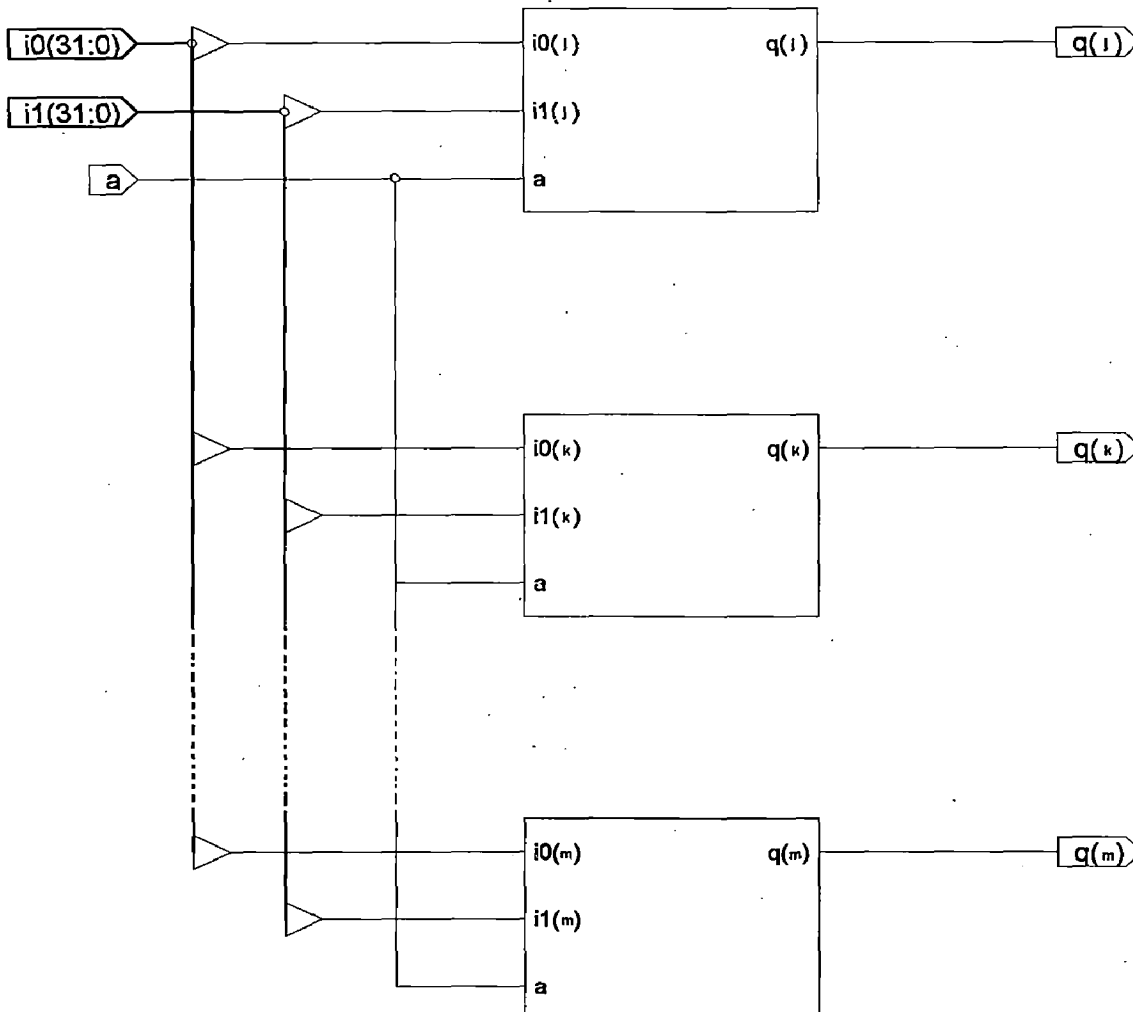 i0(31:0) i0(j) q(j) q(j)
i1(31:0) i1(j)
a a
i0(k) q(k) q(k)
i1(k)
a
i0(m) q(m) q(m)
i1(m)
a